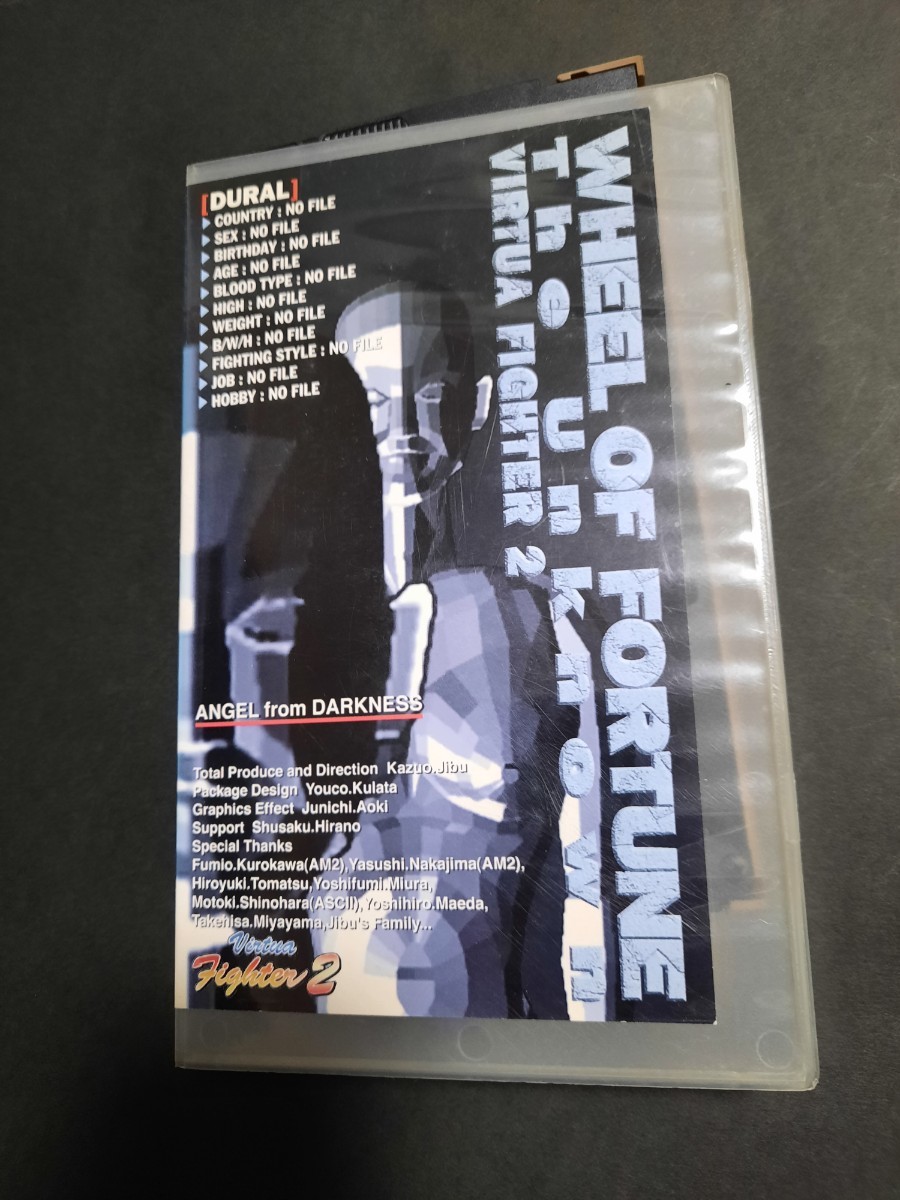 [DURAL]
COUNTRY : NO FILE
SEX : NO FILE
BIRTHDAY : NO FILE
AGE : NO FILE
BLOOD TYPE : NO FILE
HIGH : NO FILE
WEIGHT : NO FILE
B/W/H : NO FILE
FIGHTING STYLE : NO FILE
JOB : NO FILE
HOBBY : NO FILE
WHEEL OF FORTUNE
The Unknown
VIRTUA FIGHTER 2
ANGEL from DARKNESS
Total Produce and Direction Kazuo.Jibu
Package Design Youco.Kulata
Graphics Effect Junichi.Aoki
Support Shusaku.Hirano
Special Thanks
Fumio.Kurokawa(AM2),Yasushi.Nakajima(AM2),
Hiroyuki.Tomatsu,Yoshifumi.Miura,
Motoki.Shinohara(ASCII),Yoshihiro.Maeda,
Takehisa.Miyayama,Jibu's Family...
Virtua
Fighter 2